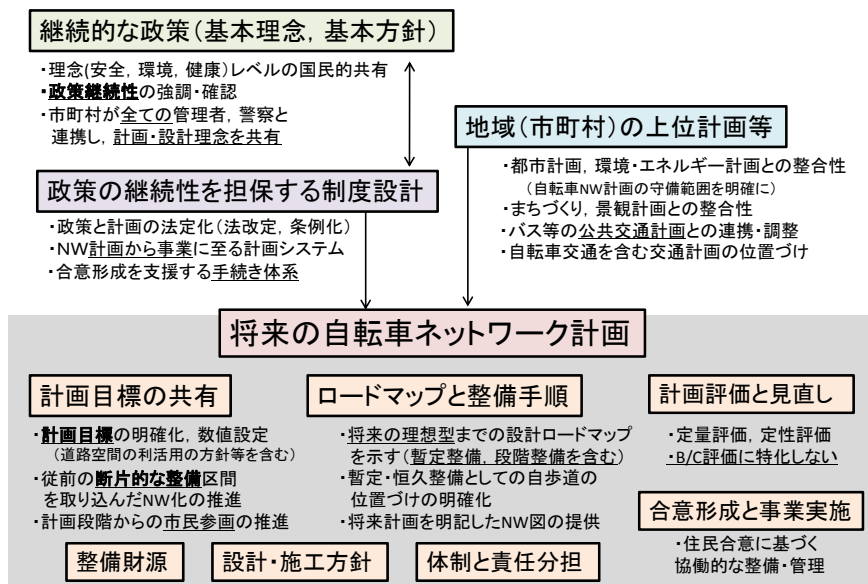 継続的な政策(基本理念, 基本方針)
・理念(安全, 環境, 健康)レベルの国民的共有
・政策継続性の強調・確認
・市町村が全ての管理者, 警察と
連携し, 計画・設計理念を共有
地域(市町村)の上位計画等
・都市計画, 環境・エネルギー計画との整合性
(自転車NW計画の守備範囲を明確に)
・まちづくり, 景観計画との整合性
・バス等の公共交通計画との連携・調整
・自転車交通を含む交通計画の位置づけ
政策の継続性を担保する制度設計
・政策と計画の法定化(法改定, 条例化)
・NW計画から事業に至る計画システム
・合意形成を支援する手続き体系
将来の自転車ネットワーク計画
計画目標の共有
・計画目標の明確化, 数値設定
(道路空間の利活用の方針等を含む)
・従前の断片的な整備区間
を取り込んだNW化の推進
・計画段階からの市民参画の推進
ロードマップと整備手順
・将来の理想型までの設計ロードマップ
を示す(暫定整備, 段階整備を含む)
・暫定・恒久整備としての自歩道の
位置づけの明確化
・将来計画を明記したNW図の提供
計画評価と見直し
・定量評価, 定性評価
・B/C評価に特化しない
合意形成と事業実施
・住民合意に基づく
協働的な整備・管理
整備財源
設計・施工方針
体制と責任分担